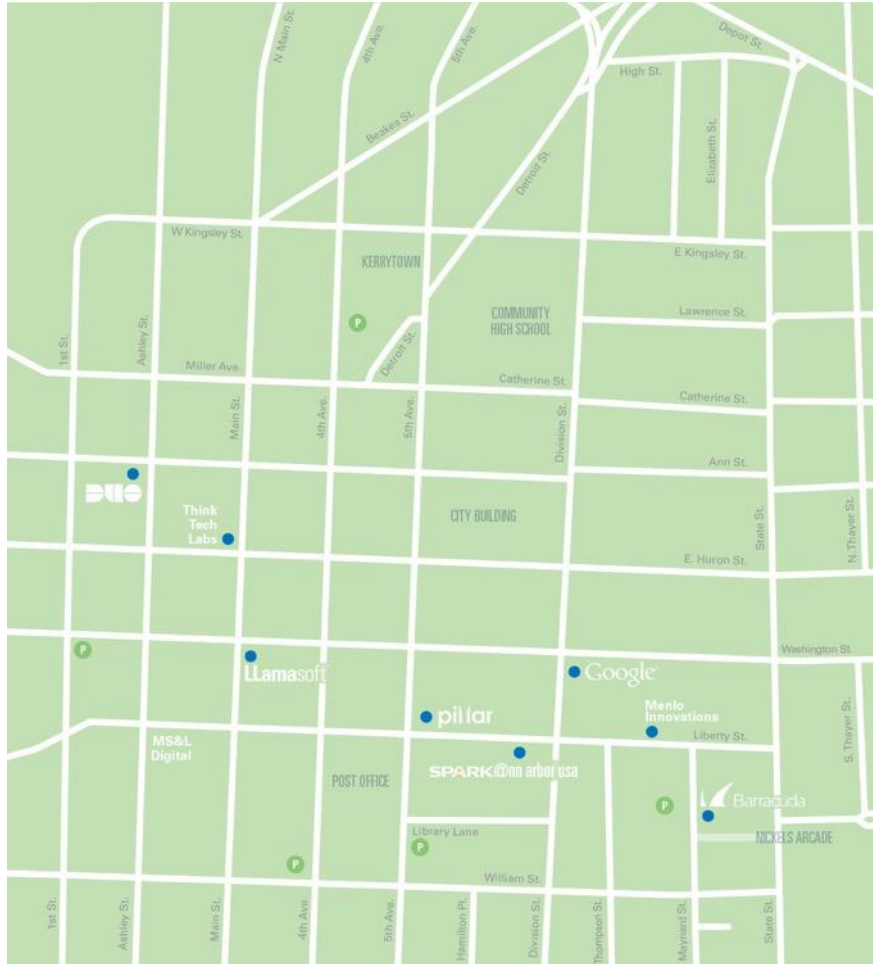 N Main St.
4th Ave.
5th Ave.
Depot St.
High St.
Beakes St.
Elizabeth St.
Detroit St.
W Kingsley St.
E Kingsley St.
KERRYTOWN
COMMUNITY
HIGH SCHOOL
Lawrence St.
P
1st St.
Ashley St.
Miller Ave.
Detroit St.
Catherine St.
Catherine St.
Main St.
4th Ave.
5th Ave.
Division St.
Ann St.
DUO
Think
Tech
Labs
CITY BUILDING
State St.
N. Thayer St.
E. Huron St.
P
LLamasoft
Google
Washington St.
pillar
Menlo
Innovations
Liberty St.
S. Thayer St.
MS&L
Digital
SPARK@nn arbor usa
POST OFFICE
P
Barracuda
Library Lane
NICKELS ARCADE
P
P
William St.
1st St.
Ashley St.
Main St.
4th Ave.
5th Ave.
Hamilton Pl.
Division St.
Thompson St.
Maynard St.
State St.